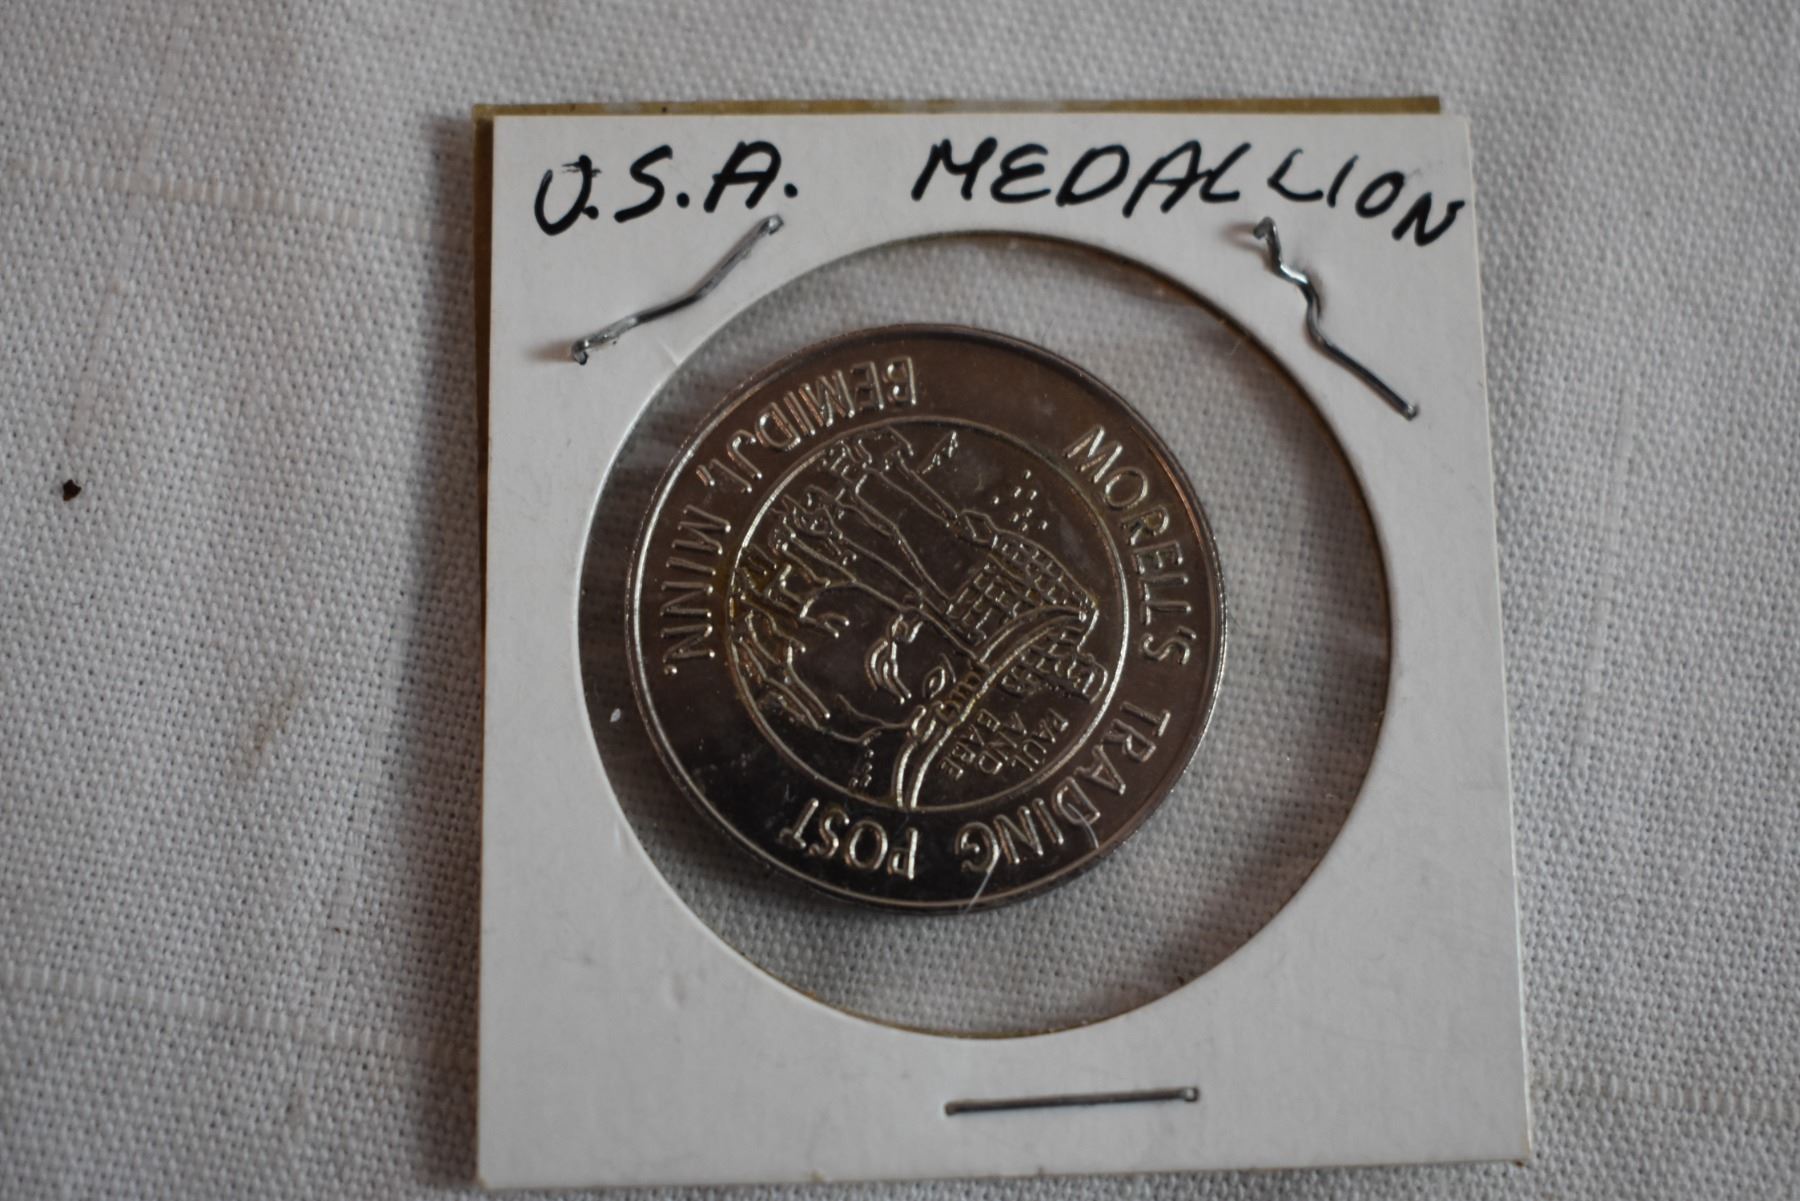 U.S.A. MEDALLION
MORELL'S TRADING POST
BEMIDJI, MINN.
PAUL
AND
BABE